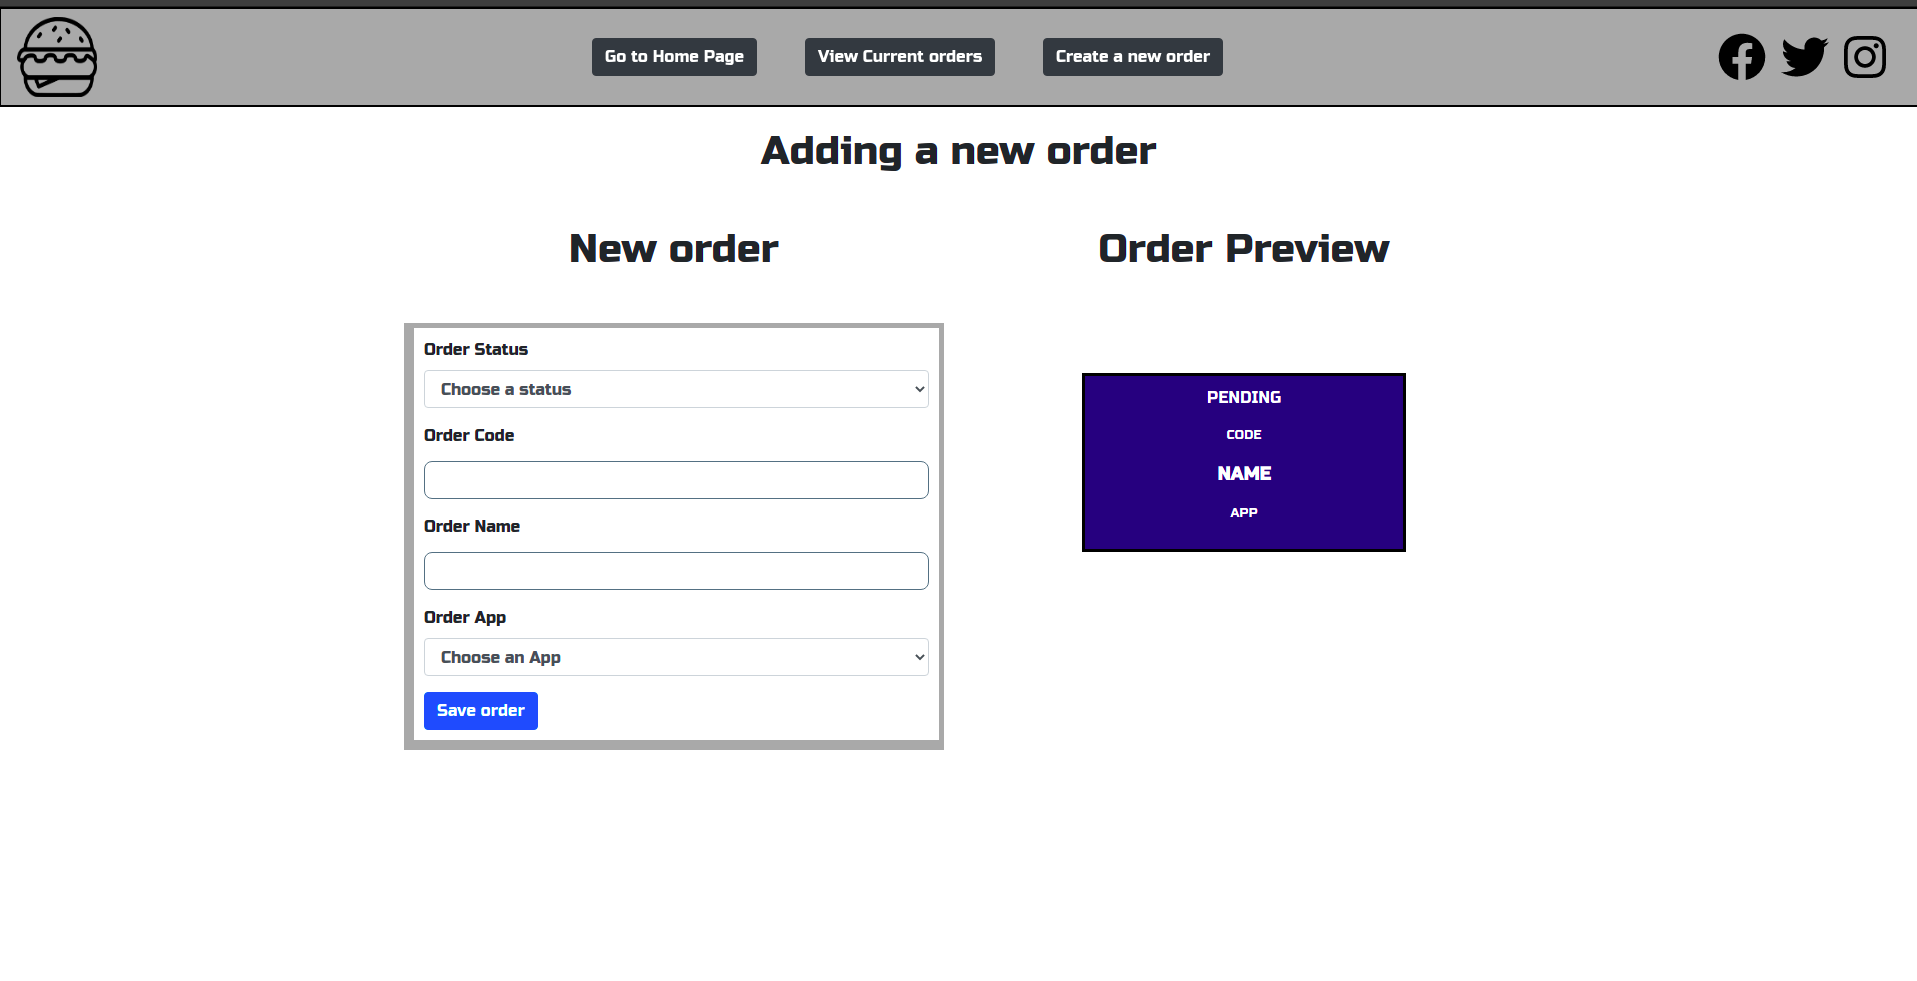 Go to Home Page
View Current orders
Create a new order
Adding a new order
New order
Order Status
Choose a status
Order Code
Order Name
Order App
Choose an App
Save order
Order Preview
PENDING
CODE
NAME
APP